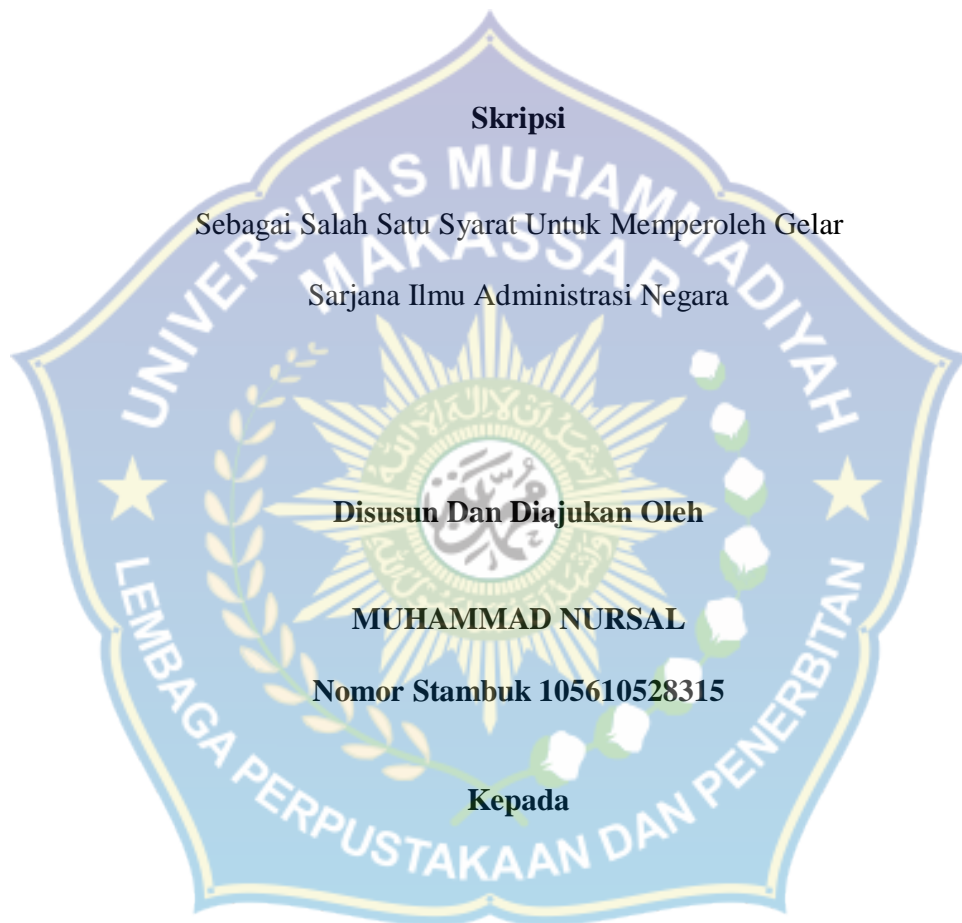 Skripsi
UNIVERSITAS MUHAMMADIYAH
MAKASSAR
Sebagai Salah Satu Syarat Untuk Memperoleh Gelar
Sarjana Ilmu Administrasi Negara
Disusun Dan Diajukan Oleh
MUHAMMAD NURSAL
Nomor Stambuk 105610528315
Kepada
LEMBAGA PERPUSTAKAAN DAN PENERBITAN